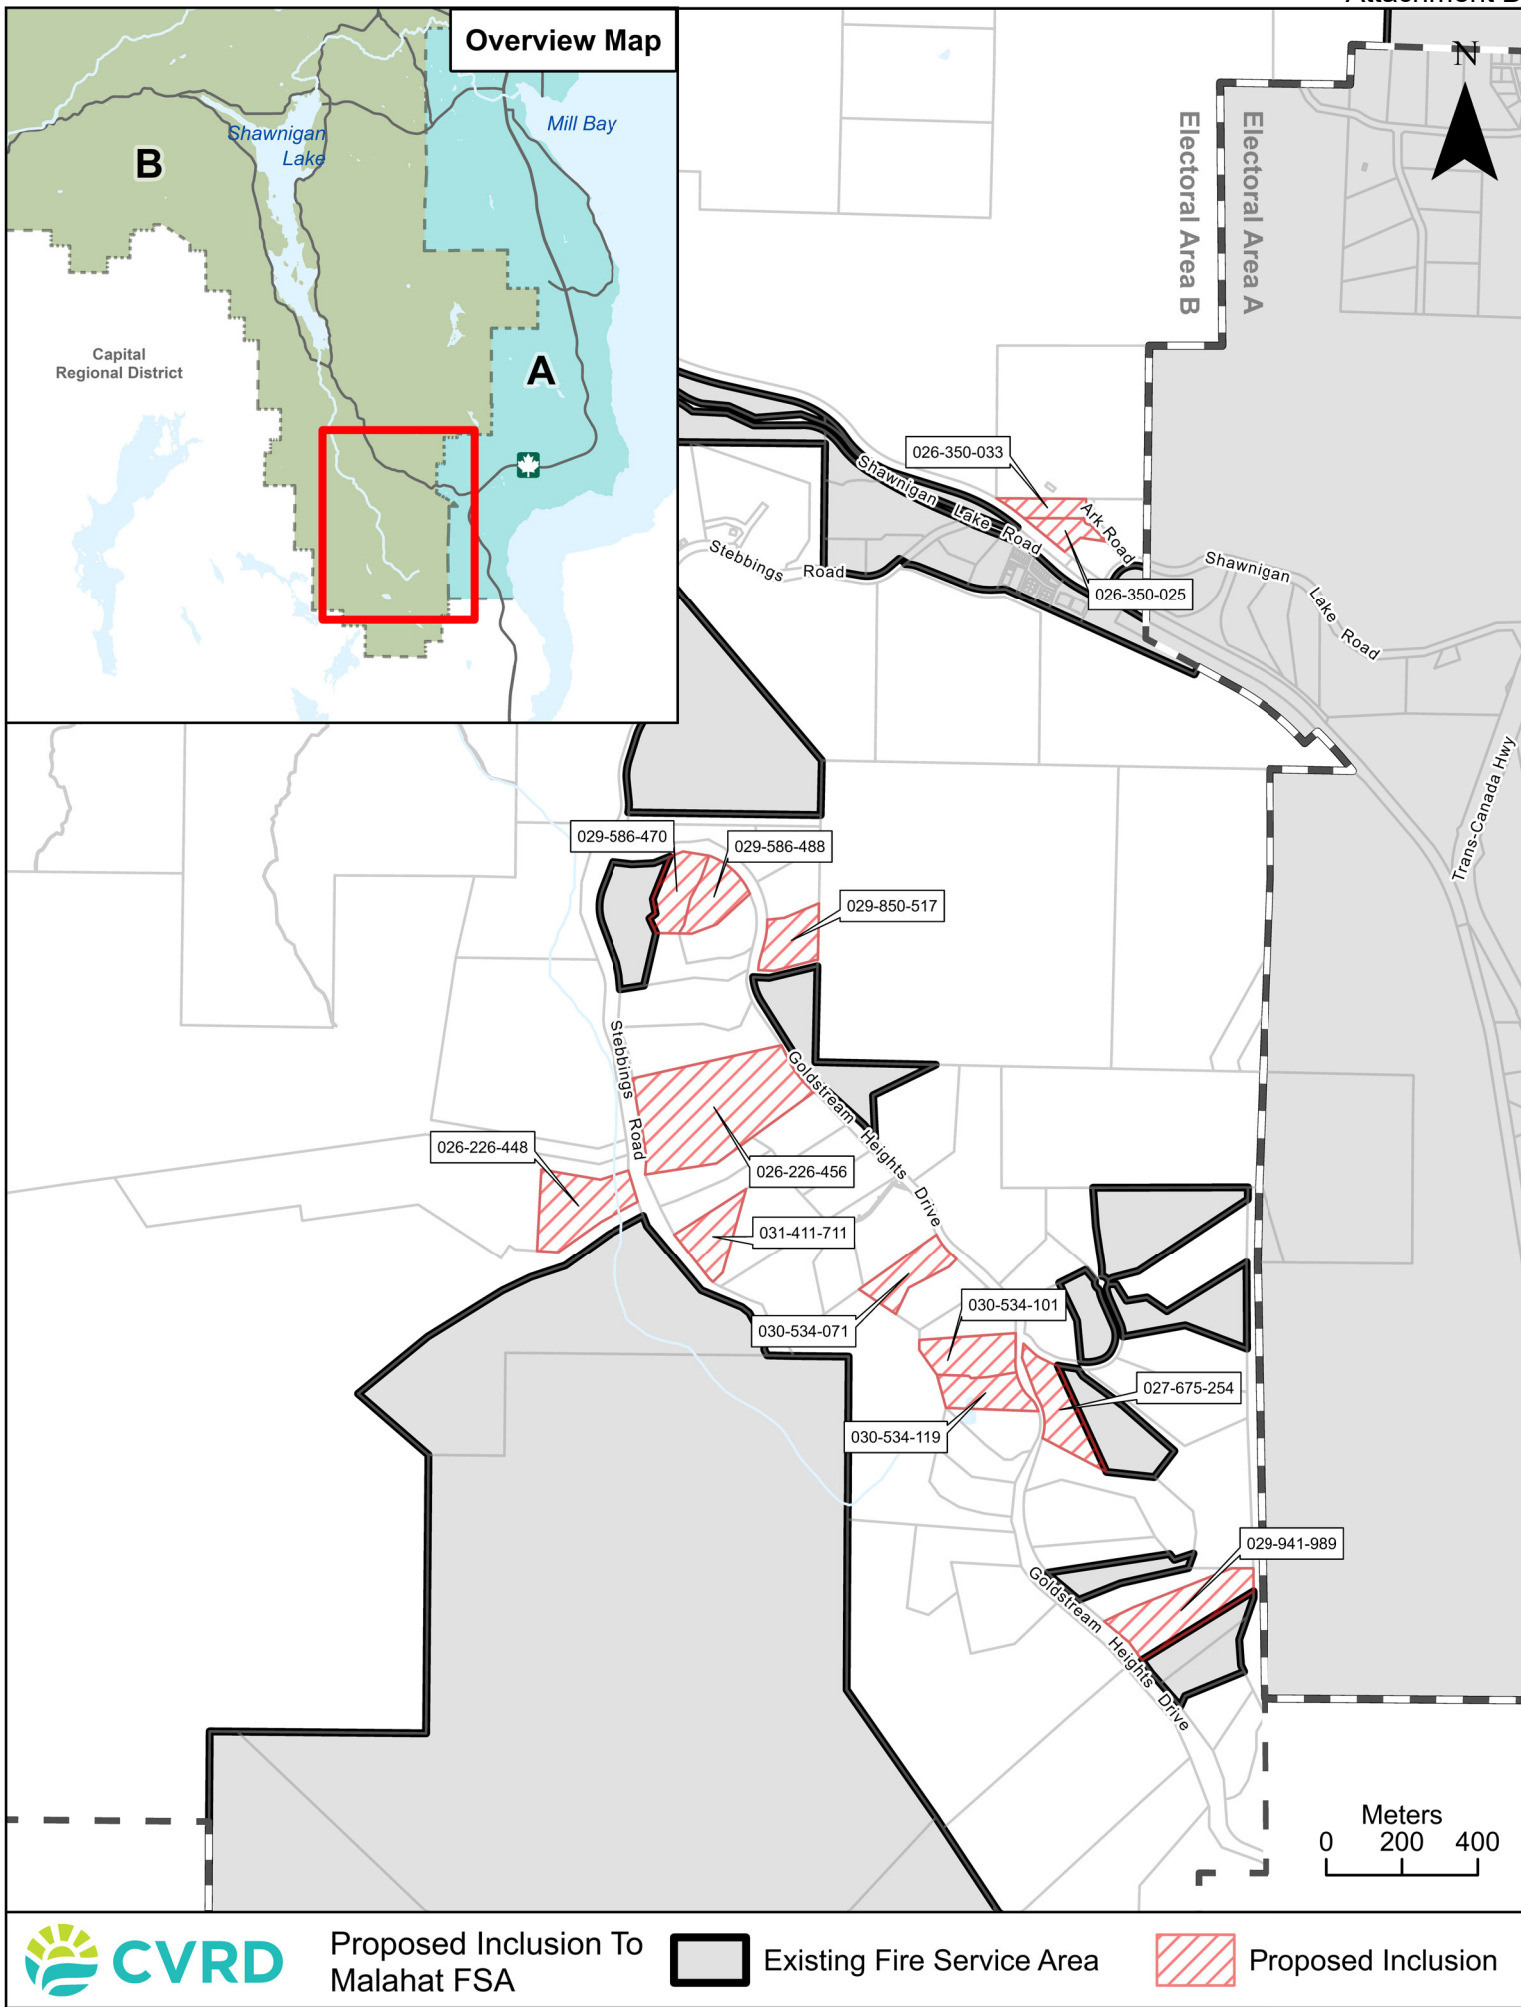 Overview Map
N
Mill Bay
Shawnigan
Lake
B
Electoral Area B
Electoral Area A
Capital
Regional District
A
026-350-033
Shawnigan Lake Road
Ark Road
Stebbings Road
Shawnigan Lake Road
026-350-025
Trans-Canada Hwy
029-586-470
029-586-488
029-850-517
Stebbings Road
Goldstream Heights Drive
026-226-448
026-226-456
031-411-711
030-534-101
030-534-071
027-675-254
030-534-119
029-941-989
Goldstream Heights Drive
Meters
0 200 400
CVRD
Proposed Inclusion To
Malahat FSA
Existing Fire Service Area
Proposed Inclusion